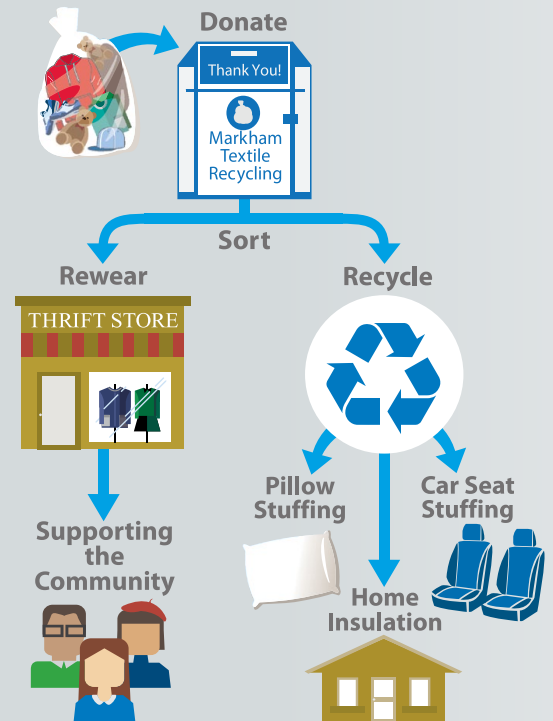 Donate
Thank You!
Markham
Textile
Recycling
Sort
Rewear
Recycle
THRIFT STORE
Pillow
Stuffing
Car Seat
Stuffing
Supporting
the
Community
Home
Insulation